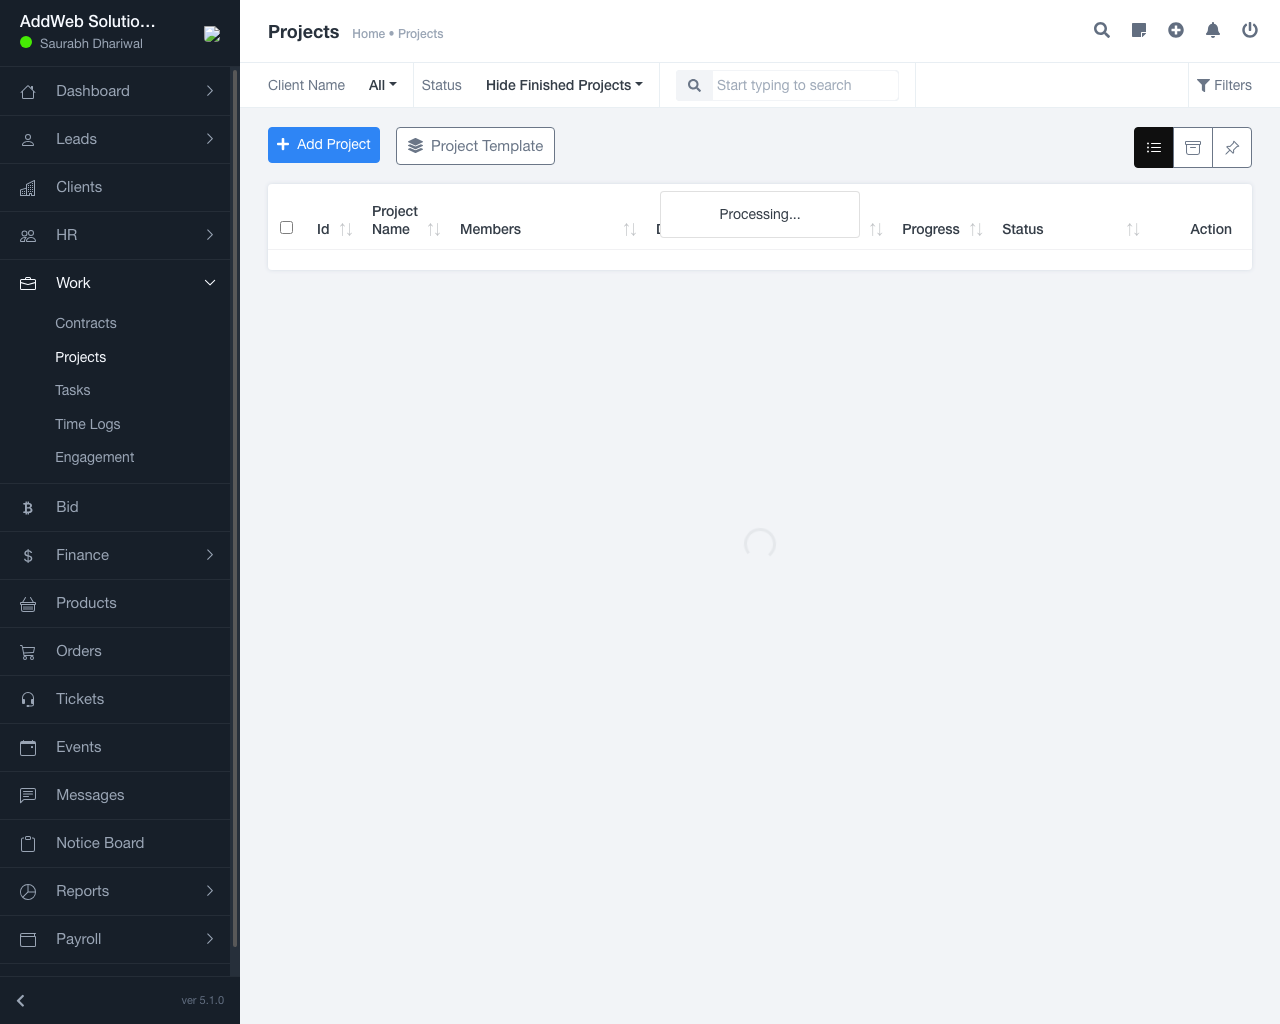 AddWeb Solutio...
Saurabh Dhariwal
Dashboard
Leads
Clients
HR
Work
Contracts
Projects
Tasks
Time Logs
Engagement
Bid
Finance
Products
Orders
Tickets
Events
Messages
Notice Board
Reports
Payroll
ver 5.1.0
Projects Home • Projects
Client Name All Status Hide Finished Projects Start typing to search Filters
Add Project Project Template
Processing...
Id Project Name Members Progress Status Action